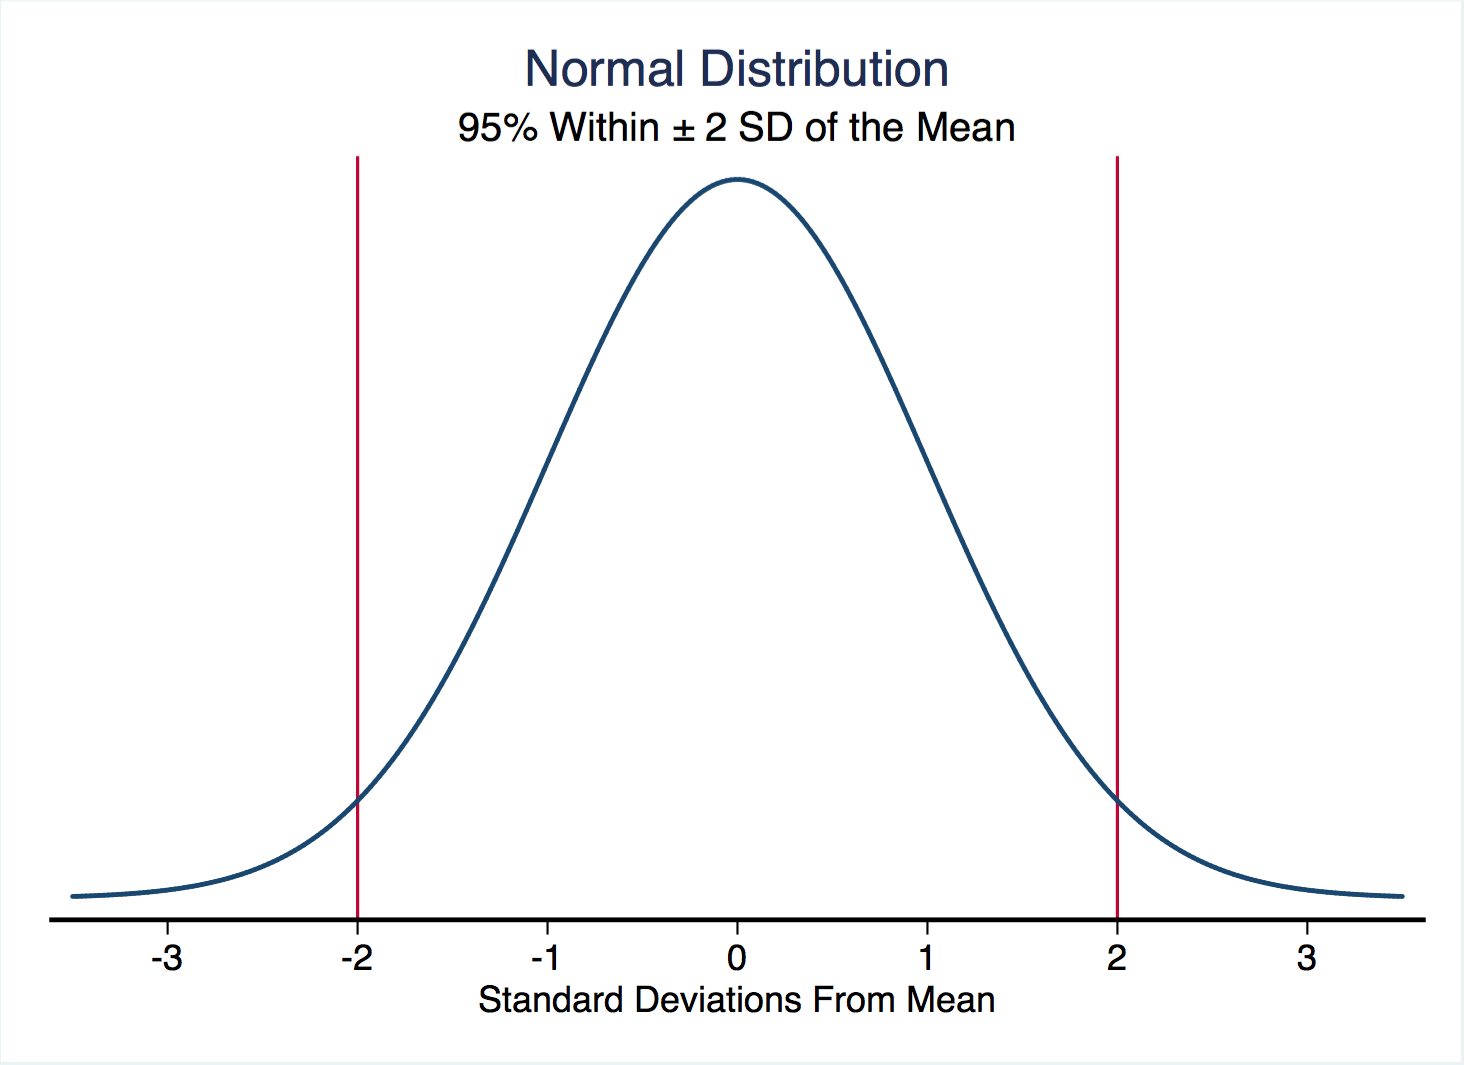 Normal Distribution
95% Within ± 2 SD of the Mean
-3 -2 -1 0 1 2 3
Standard Deviations From Mean